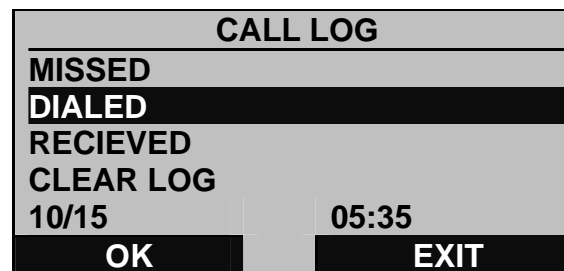 CALL LOG
MISSED
DIALED
RECIEVED
CLEAR LOG
10/15 05:35
OK EXIT